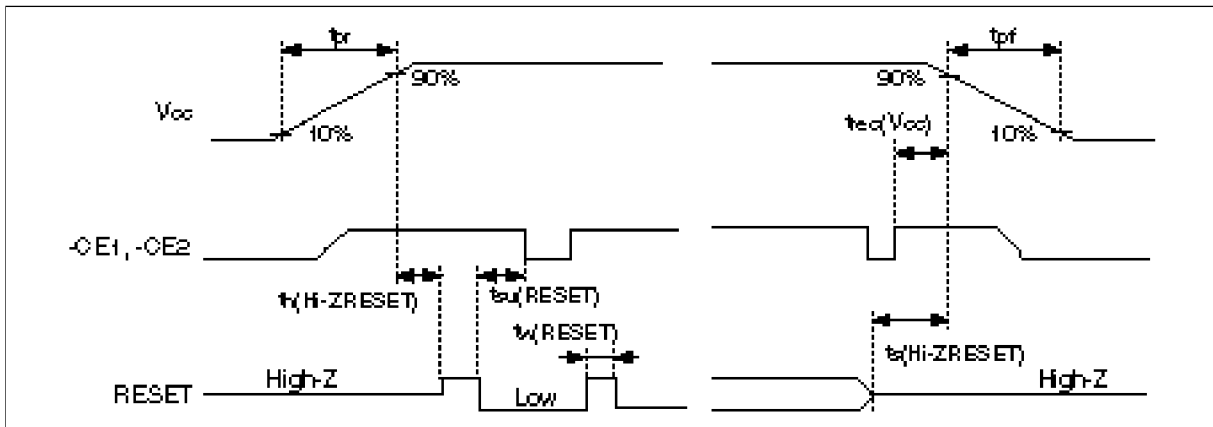 tpr
tpf
90%
90%
Vcc
10%
trec(Vcc)
10%
-CE1, -CE2
th(Hi-ZRESET)
tsu(RESET)
tw(RESET)
ts(Hi-ZRESET)
RESET
High-Z
Low
High-Z